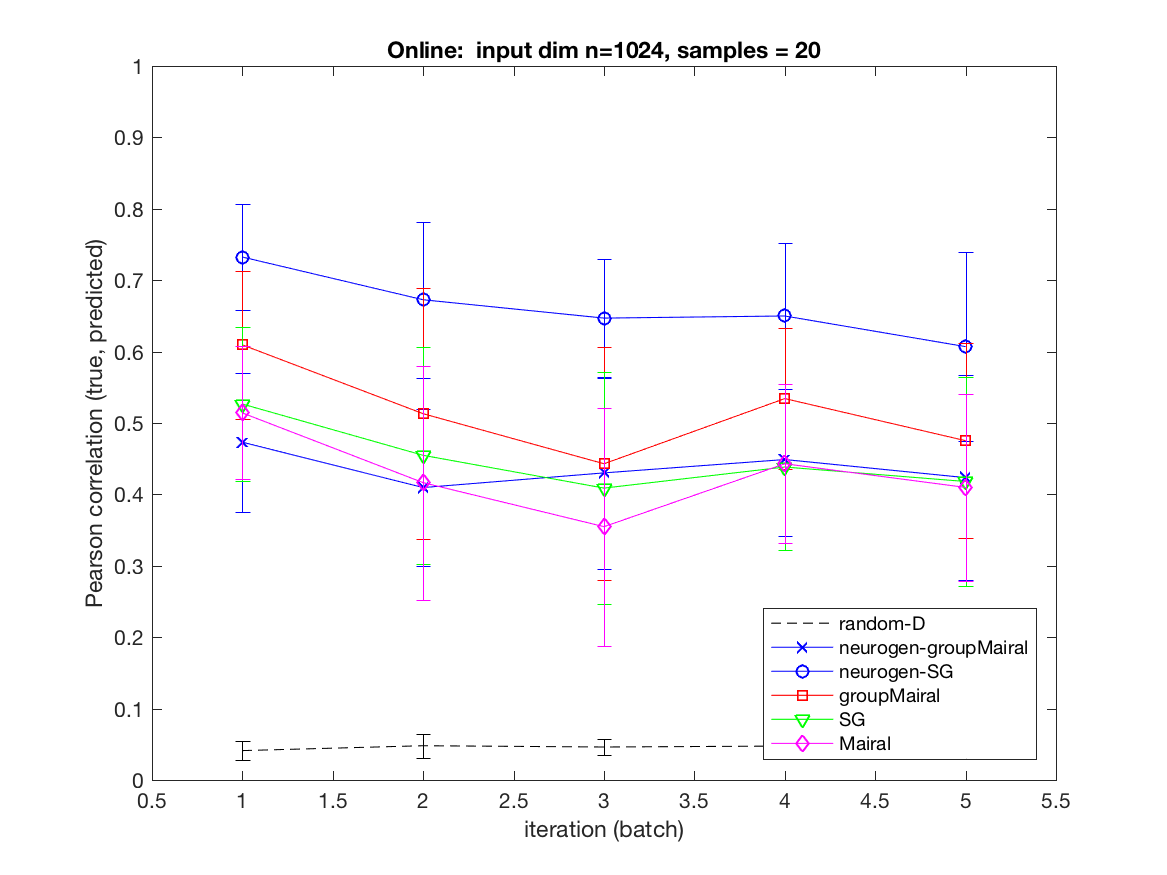 Online:  input dim n=1024, samples = 20
1
0.9
0.8
0.7
0.6
0.5
0.4
0.3
0.2
0.1
0
Pearson correlation (true, predicted)
random-D
neurogen-groupMairal
neurogen-SG
groupMairal
SG
Mairal
0.5 1 1.5 2 2.5 3 3.5 4 4.5 5 5.5
iteration (batch)